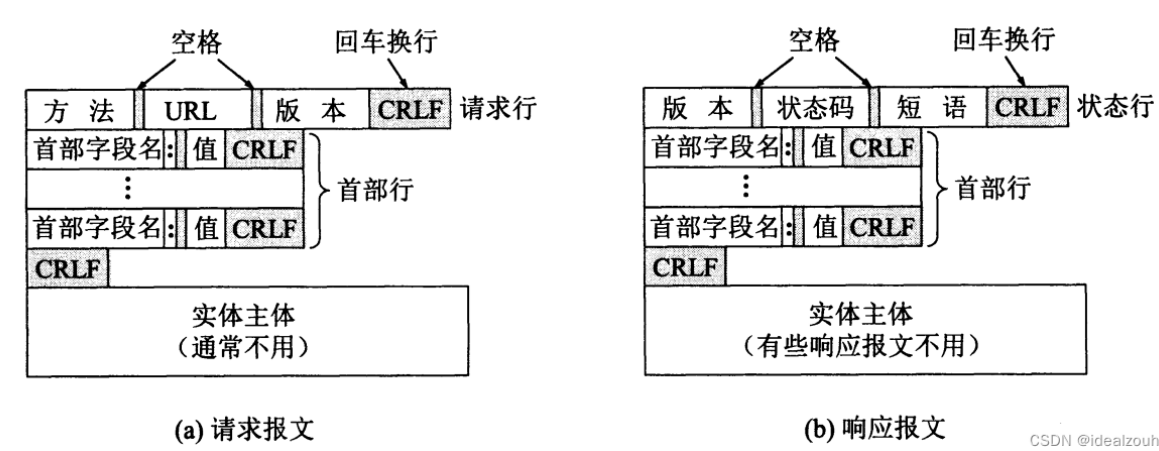 空格 回车换行
方 法 URL 版 本 CRLF 请求行
首部字段名: 值 CRLF
⋮
首部行
首部字段名: 值 CRLF
CRLF
实体主体
（通常不用）
(a) 请求报文
空格 回车换行
版 本 状态码 短 语 CRLF 状态行
首部字段名: 值 CRLF
⋮
首部行
首部字段名: 值 CRLF
CRLF
实体主体
（有些响应报文不用）
(b) 响应报文
CSDN @idealzouh